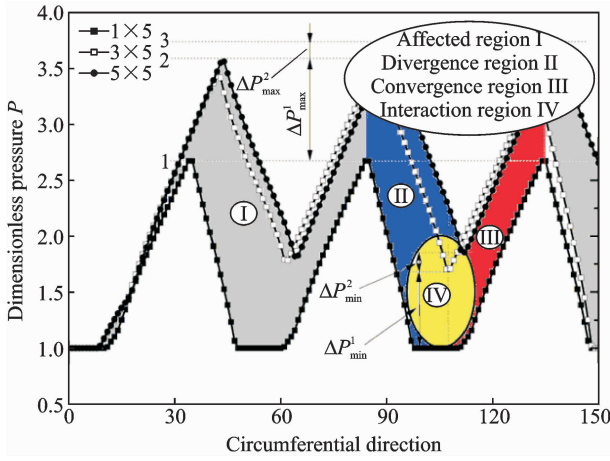 1×5
3×5
5×5
3
2
1
ΔP²max
ΔP¹max
Affected region I
Divergence region II
Convergence region III
Interaction region IV
I
II
III
IV
ΔP²min
ΔP¹min
Dimensionless pressure P
4.0
3.5
3.0
2.5
2.0
1.5
1.0
0.5
0
30
60
90
120
150
Circumferential direction